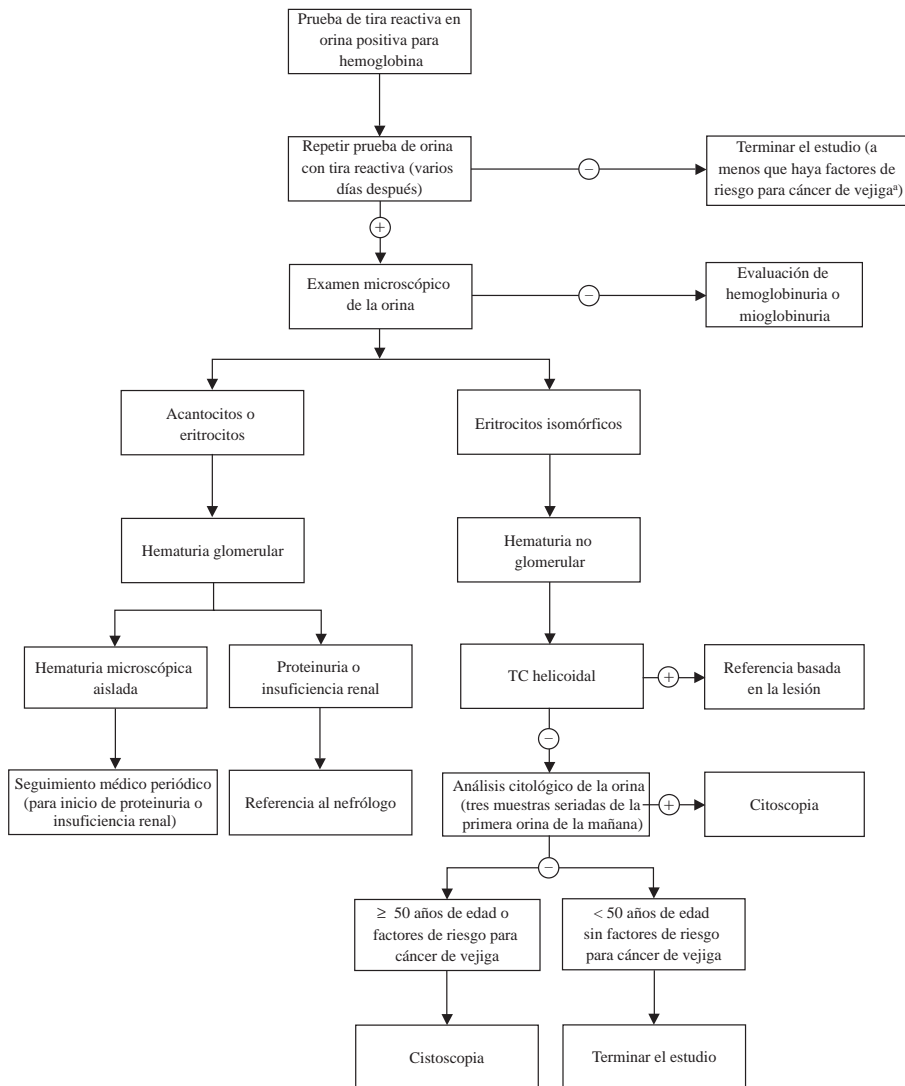 Prueba de tira reactiva en
orina positiva para
hemoglobina
Repetir prueba de orina
con tira reactiva (varios
días después)
−
Terminar el estudio (a
menos que haya factores de
riesgo para cáncer de vejigaª)
+
Examen microscópico
de la orina
−
Evaluación de
hemoglobinuria o
mioglobinuria
Acantocitos o
eritrocitos
Eritrocitos isomórficos
Hematuria glomerular
Hematuria no
glomerular
Hematuria microscópica
aislada
Proteinuria o
insuficiencia renal
TC helicoidal
+
Referencia basada
en la lesión
−
Seguimiento médico periódico
(para inicio de proteinuria o
insuficiencia renal)
Referencia al nefrólogo
Análisis citológico de la orina
(tres muestras seriadas de la
primera orina de la mañana)
+
Citoscopia
−
≥ 50 años de edad o
factores de riesgo para
cáncer de vejiga
< 50 años de edad
sin factores de riesgo
para cáncer de vejiga
Cistoscopia
Terminar el estudio